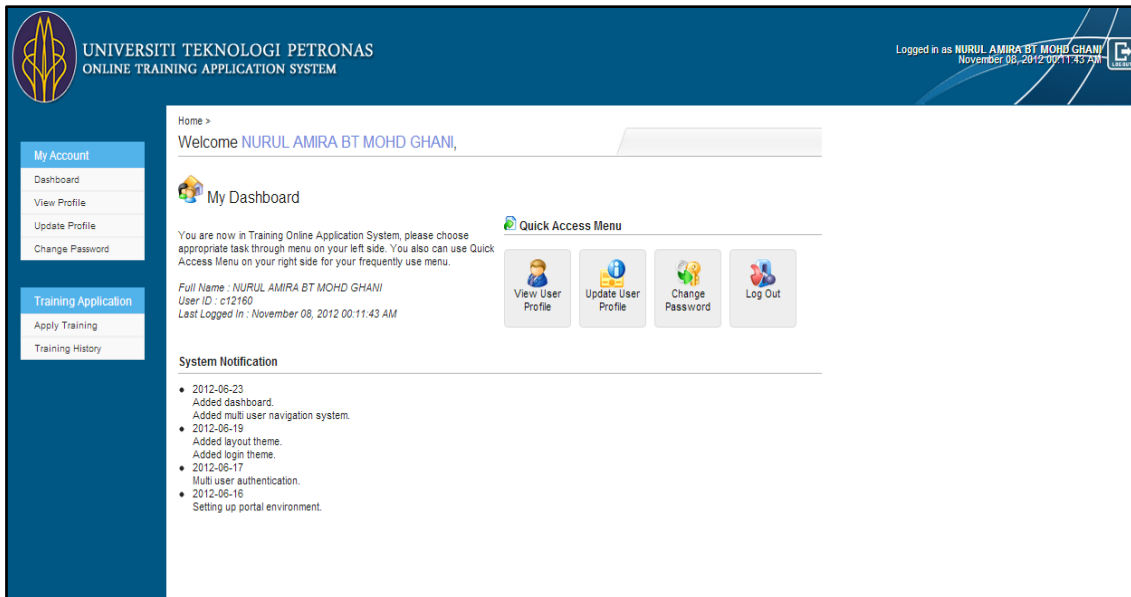 UNIVERSITI TEKNOLOGI PETRONAS
ONLINE TRAINING APPLICATION SYSTEM
Logged in as NURUL AMIRA BT MOHD GHANI
November 08, 2012 00:11:43 AM
LOG OUT
My Account
Dashboard
View Profile
Update Profile
Change Password
Training Application
Apply Training
Training History
Home >
Welcome NURUL AMIRA BT MOHD GHANI,
My Dashboard
You are now in Training Online Application System, please choose
appropriate task through menu on your left side. You also can use Quick
Access Menu on your right side for your frequently use menu.
Full Name : NURUL AMIRA BT MOHD GHANI
User ID : c12160
Last Logged In : November 08, 2012 00:11:43 AM
Quick Access Menu
View User
Profile
Update User
Profile
Change
Password
Log Out
System Notification
2012-06-23
Added dashboard.
Added multi user navigation system.
2012-06-19
Added layout theme.
Added login theme.
2012-06-17
Multi user authentication.
2012-06-16
Setting up portal environment.